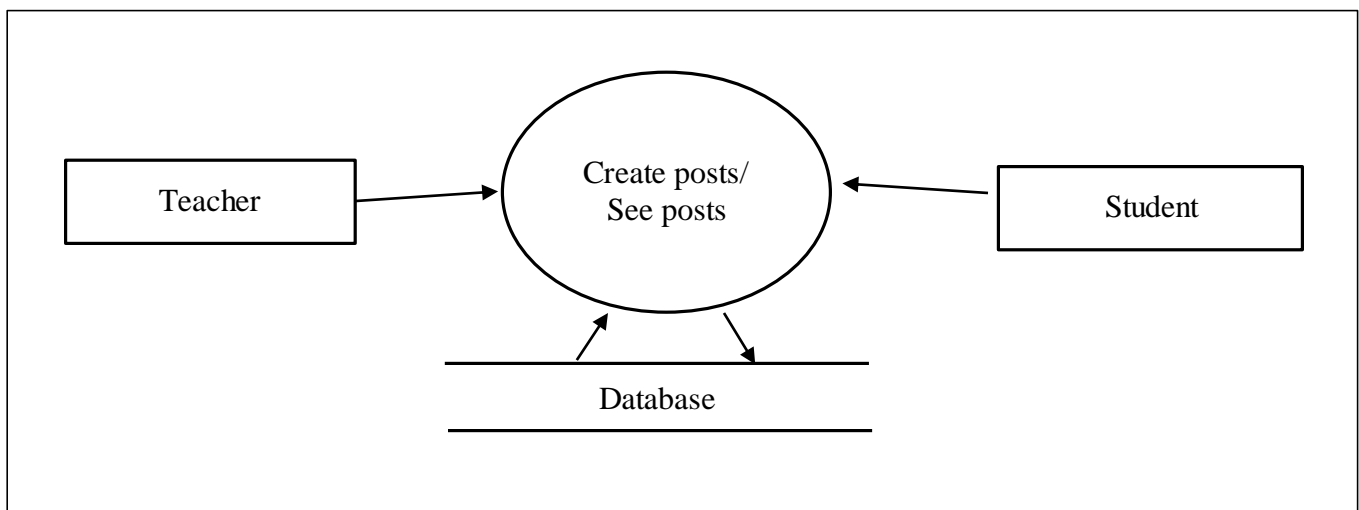 Create posts/
See posts
Teacher
Student
Database